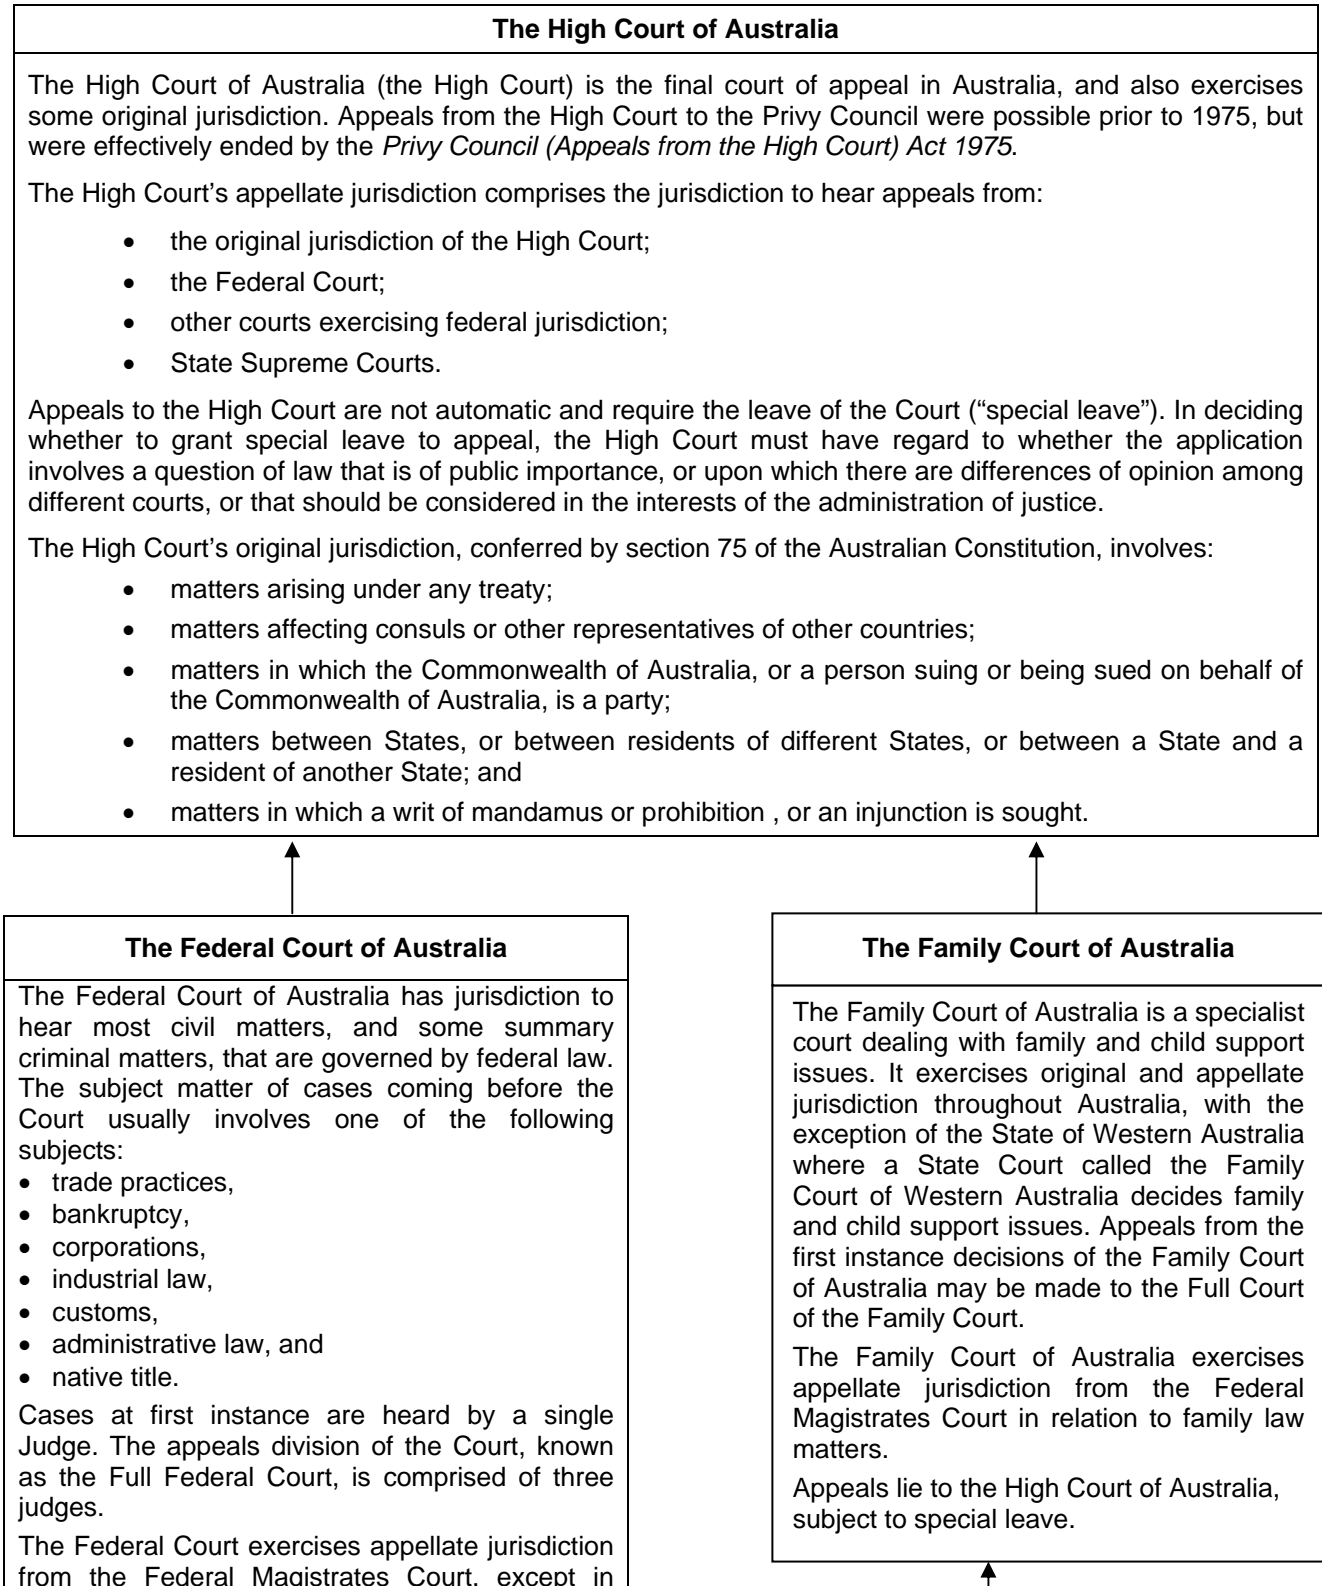 The High Court of Australia
The High Court of Australia (the High Court) is the final court of appeal in Australia, and also exercises
some original jurisdiction. Appeals from the High Court to the Privy Council were possible prior to 1975, but
were effectively ended by the Privy Council (Appeals from the High Court) Act 1975.
The High Court's appellate jurisdiction comprises the jurisdiction to hear appeals from:
• the original jurisdiction of the High Court;
• the Federal Court;
• other courts exercising federal jurisdiction;
• State Supreme Courts.
Appeals to the High Court are not automatic and require the leave of the Court (“special leave”). In deciding
whether to grant special leave to appeal, the High Court must have regard to whether the application
involves a question of law that is of public importance, or upon which there are differences of opinion among
different courts, or that should be considered in the interests of the administration of justice.
The High Court's original jurisdiction, conferred by section 75 of the Australian Constitution, involves:
• matters arising under any treaty;
• matters affecting consuls or other representatives of other countries;
• matters in which the Commonwealth of Australia, or a person suing or being sued on behalf of
the Commonwealth of Australia, is a party;
• matters between States, or between residents of different States, or between a State and a
resident of another State; and
• matters in which a writ of mandamus or prohibition , or an injunction is sought.
The Federal Court of Australia
The Federal Court of Australia has jurisdiction to
hear most civil matters, and some summary
criminal matters, that are governed by federal law.
The subject matter of cases coming before the
Court usually involves one of the following
subjects:
• trade practices,
• bankruptcy,
• corporations,
• industrial law,
• customs,
• administrative law, and
• native title.
Cases at first instance are heard by a single
Judge. The appeals division of the Court, known
as the Full Federal Court, is comprised of three
judges.
The Federal Court exercises appellate jurisdiction
from the Federal Magistrates Court, except in
The Family Court of Australia
The Family Court of Australia is a specialist
court dealing with family and child support
issues. It exercises original and appellate
jurisdiction throughout Australia, with the
exception of the State of Western Australia
where a State Court called the Family
Court of Western Australia decides family
and child support issues. Appeals from the
first instance decisions of the Family Court
of Australia may be made to the Full Court
of the Family Court.
The Family Court of Australia exercises
appellate jurisdiction from the Federal
Magistrates Court in relation to family law
matters.
Appeals lie to the High Court of Australia,
subject to special leave.